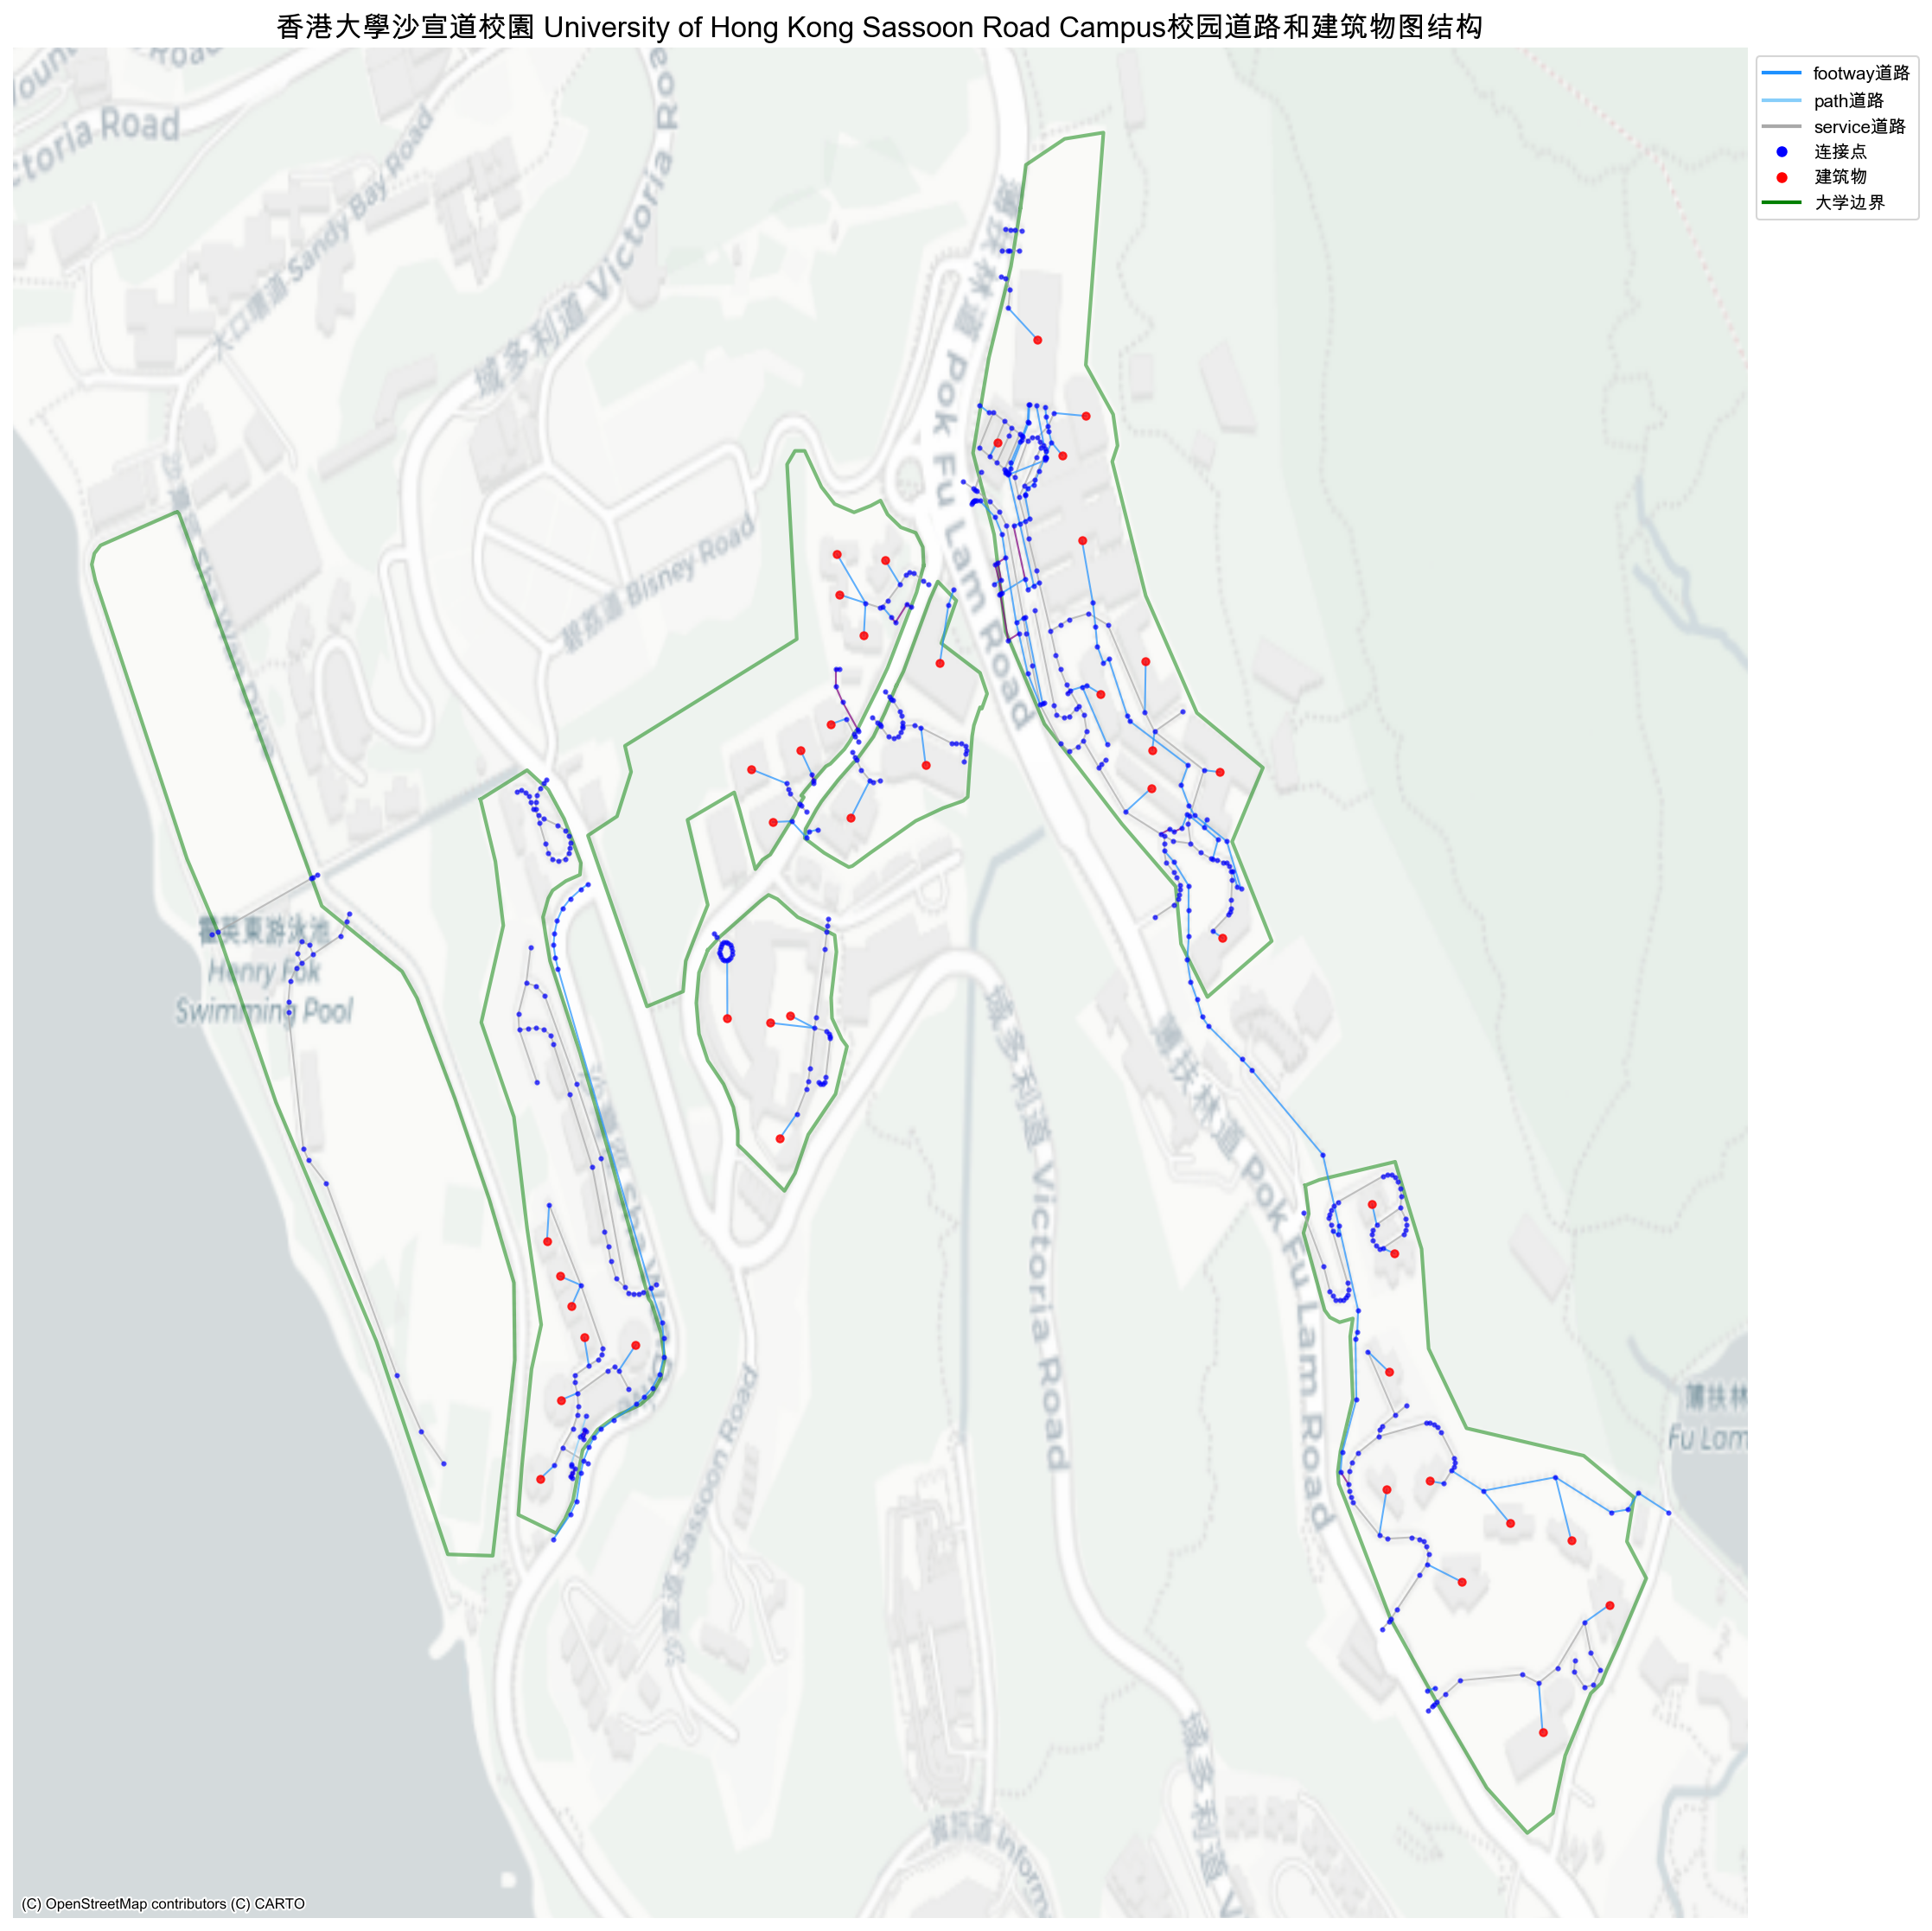 香港大學沙宣道校園 University of Hong Kong Sassoon Road Campus校园道路和建筑物图结构
footway道路
path道路
service道路
连接点
建筑物
大学边界
Road
ctoria Road
大口環道 Sandy Bay Road
域多利道 Victoria Roa
薄扶林道 Pok Fu Lam Road
碧荔道 Bisney Road
霍英東游泳池
Henry Fok
Swimming Pool
域多利道 Victoria Road
薄扶林道 Pok Fu Lam Road
沙宣道 Sassoon Road
薄扶林
Fu Lam
資訊道 Inform
域多利道 V
(C) OpenStreetMap contributors (C) CARTO